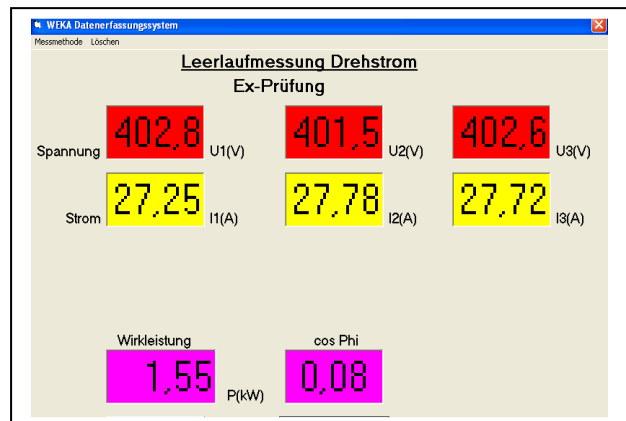 WEKA Datenerfassungssystem
Messmethode Löschen
Leerlaufmessung Drehstrom
Ex-Prüfung
Spannung 402,8 U1(V) 401,5 U2(V) 402,6 U3(V)
Strom 27,25 I1(A) 27,78 I2(A) 27,72 I3(A)
Wirkleistung cos Phi
1,55 P(kW) 0,08